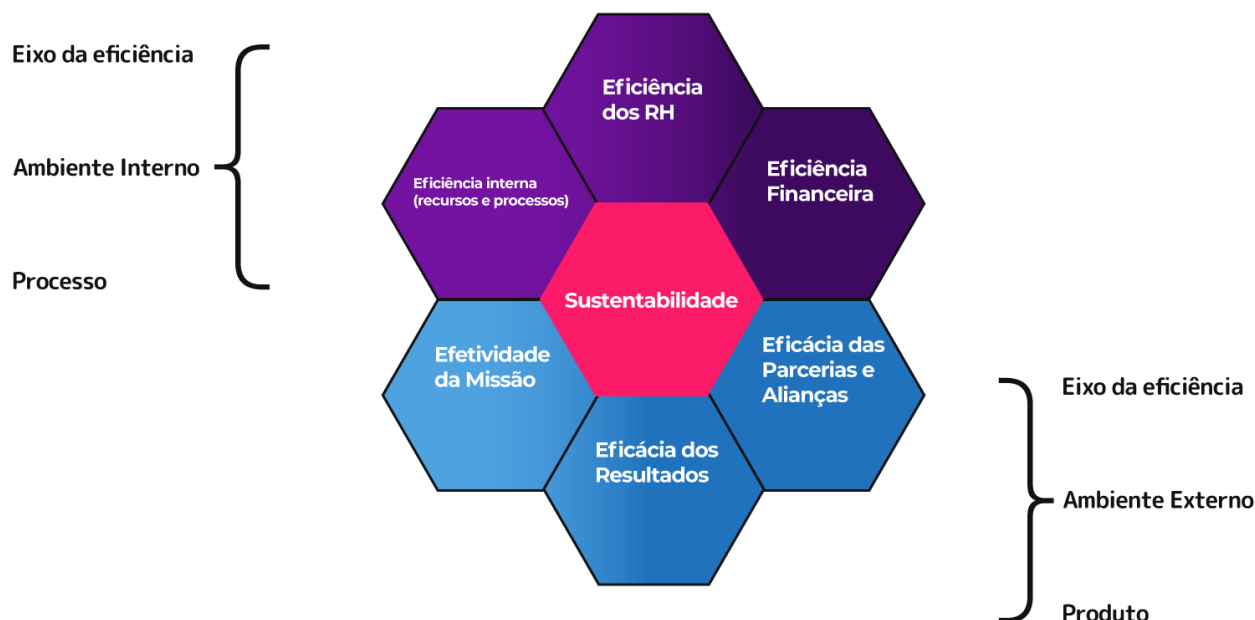 Eixo da eficiência
Ambiente Interno
Processo
Eficiência
dos RH
Eficiência interna
(recursos e processos)
Eficiência
Financeira
Sustentabilidade
Efetividade
da Missão
Eficácia das
Parcerias e
Alianças
Eficácia dos
Resultados
Eixo da eficiência
Ambiente Externo
Produto